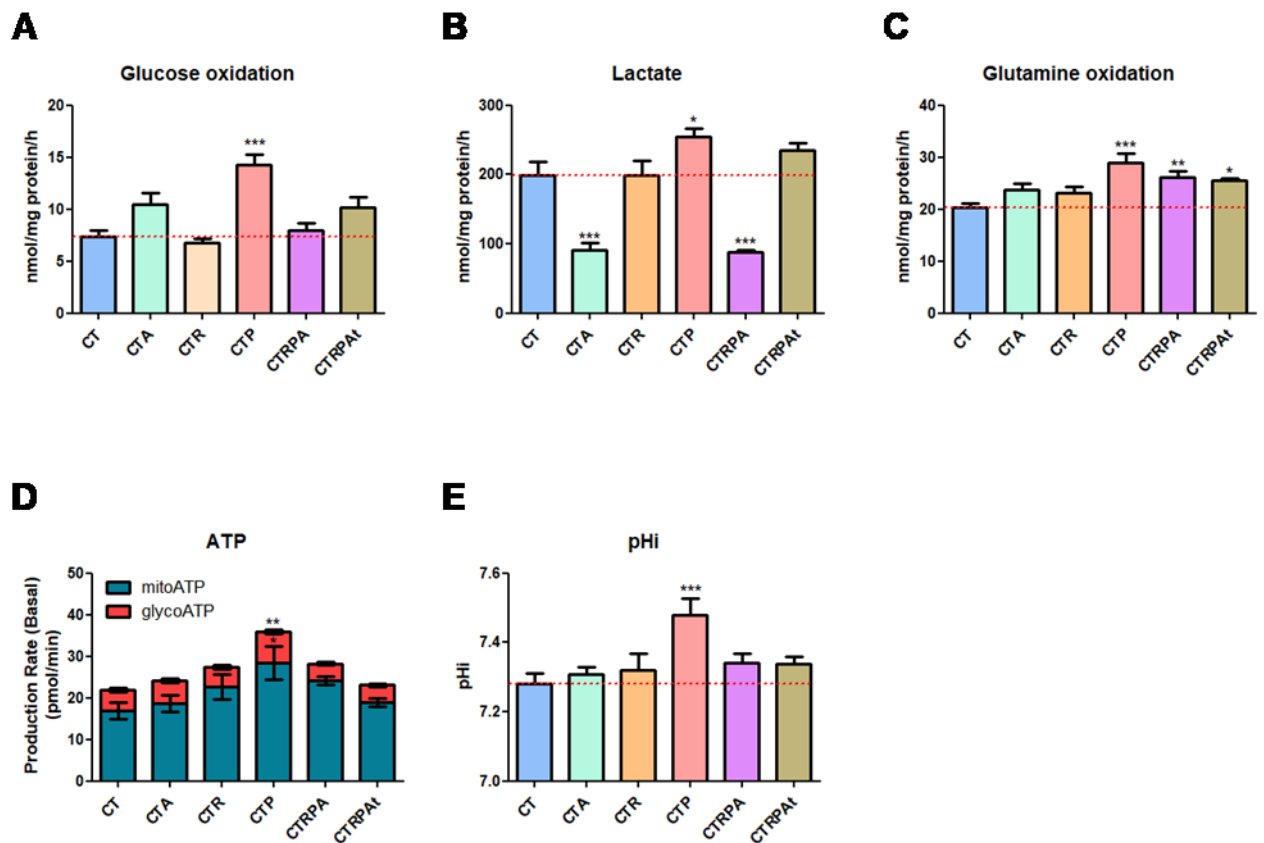 A
Glucose oxidation
nmol/mg protein/h
20
15
10
5
0
***
CT
CTA
CTR
CTP
CTRPA
CTRPAt
B
Lactate
nmol/mg protein/h
300
200
100
0
***
*
***
CT
CTA
CTR
CTP
CTRPA
CTRPAt
C
Glutamine oxidation
nmol/mg protein/h
40
30
20
10
0
***
**
*
CT
CTA
CTR
CTP
CTRPA
CTRPAt
D
ATP
Production Rate (Basal)
(pmol/min)
50
40
30
20
10
0
mitoATP
glycoATP
**
*
CT
CTA
CTR
CTP
CTRPA
CTRPAt
E
pHi
pHi
7.6
7.4
7.2
7.0
***
CT
CTA
CTR
CTP
CTRPA
CTRPAt